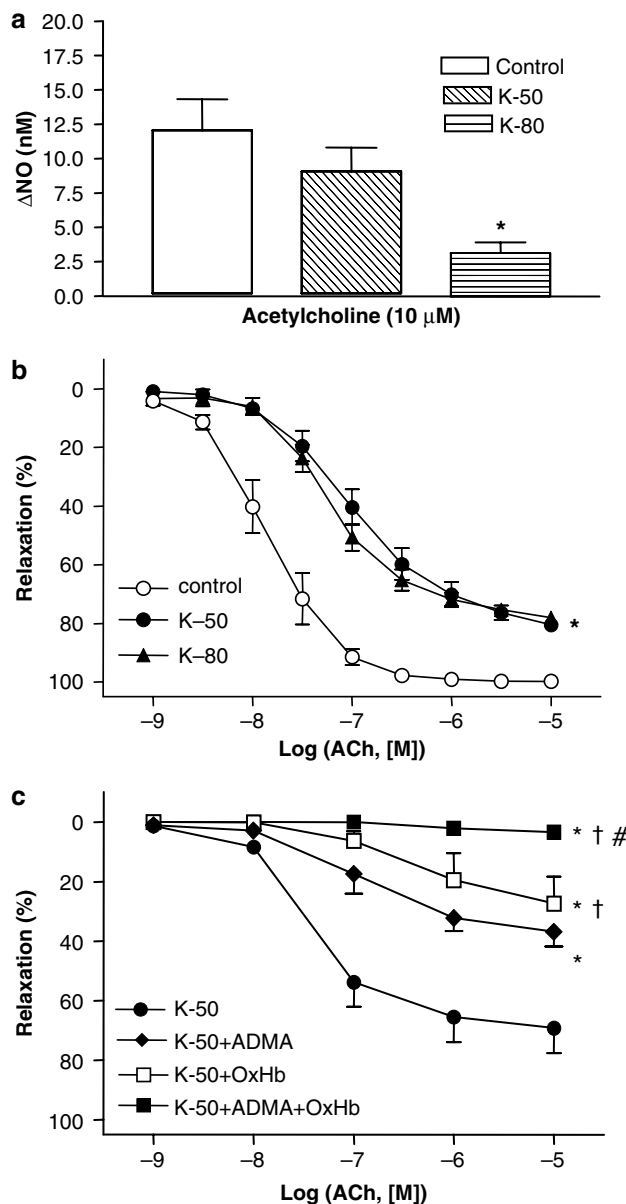 a
20.0
17.5
15.0
12.5
10.0
7.5
5.0
2.5
0.0
ΔNO (nM)
Control
K-50
K-80
*
Acetylcholine (10 μM)
b
0
20
40
60
80
100
Relaxation (%)
control
K–50
K–80
*
–9 –8 –7 –6 –5
Log (ACh, [M])
c
0
20
40
60
80
100
Relaxation (%)
* † #
* †
*
K-50
K-50+ADMA
K-50+OxHb
K-50+ADMA+OxHb
–9 –8 –7 –6 –5
Log (ACh, [M])